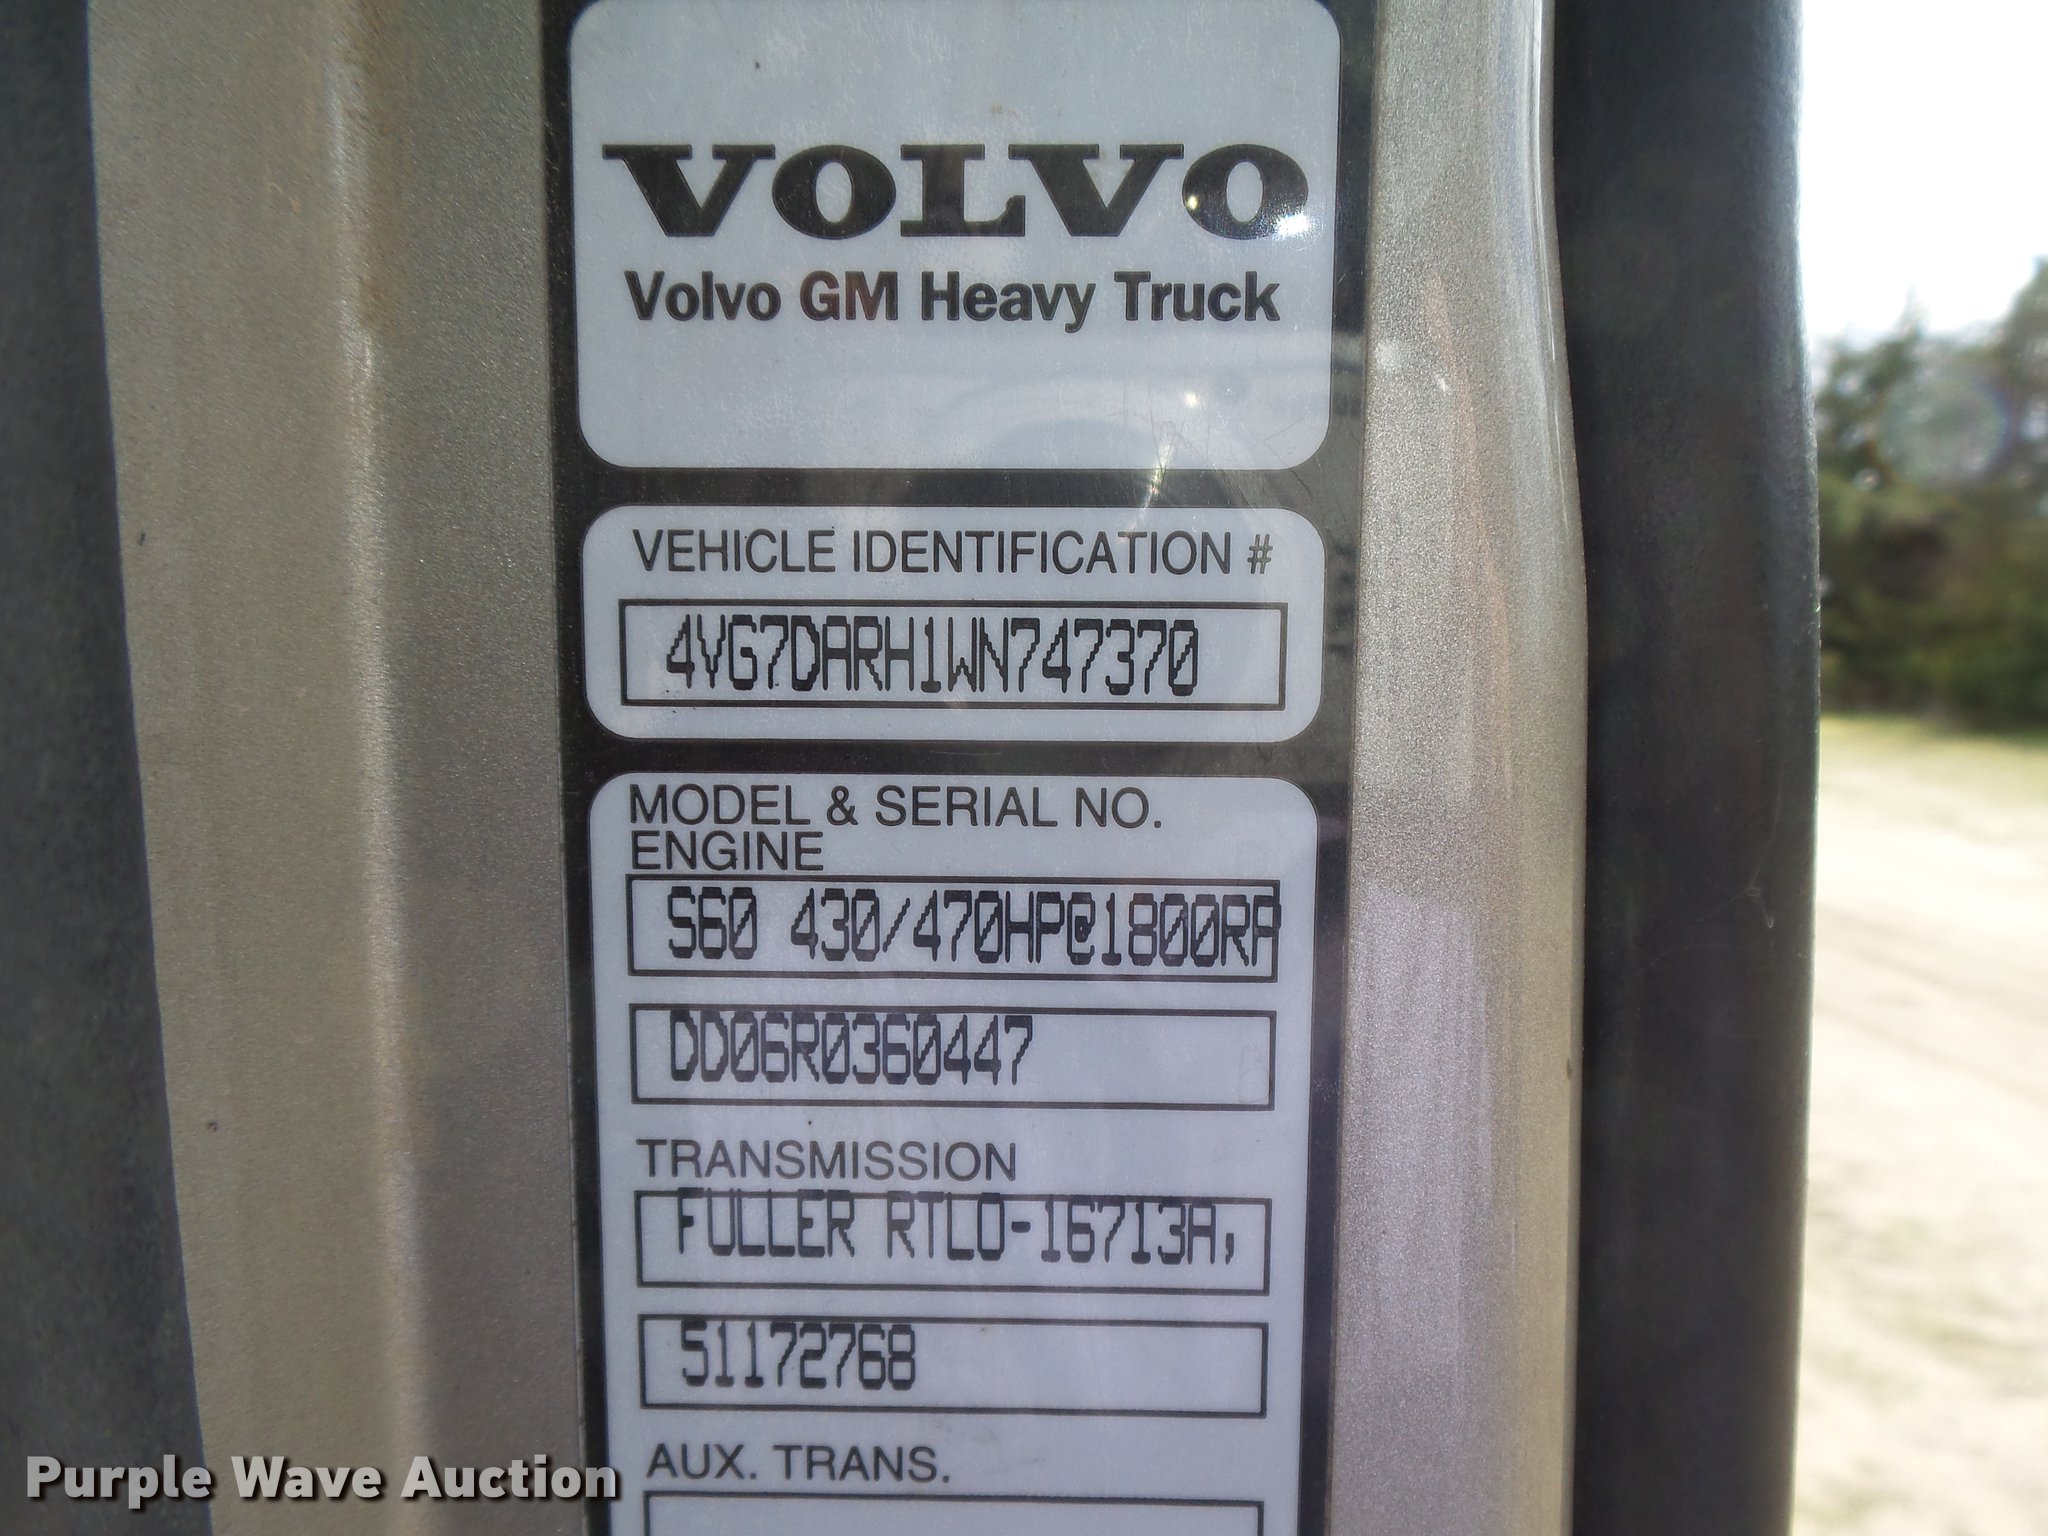 VOLVO
Volvo GM Heavy Truck
VEHICLE IDENTIFICATION #
4VG7DARH1WN747370
MODEL & SERIAL NO.
ENGINE
S60 430/470HP@1800RP
DD06R0360447
TRANSMISSION
FULLER RTLO-16713A,
S1172768
AUX. TRANS.
Purple Wave Auction